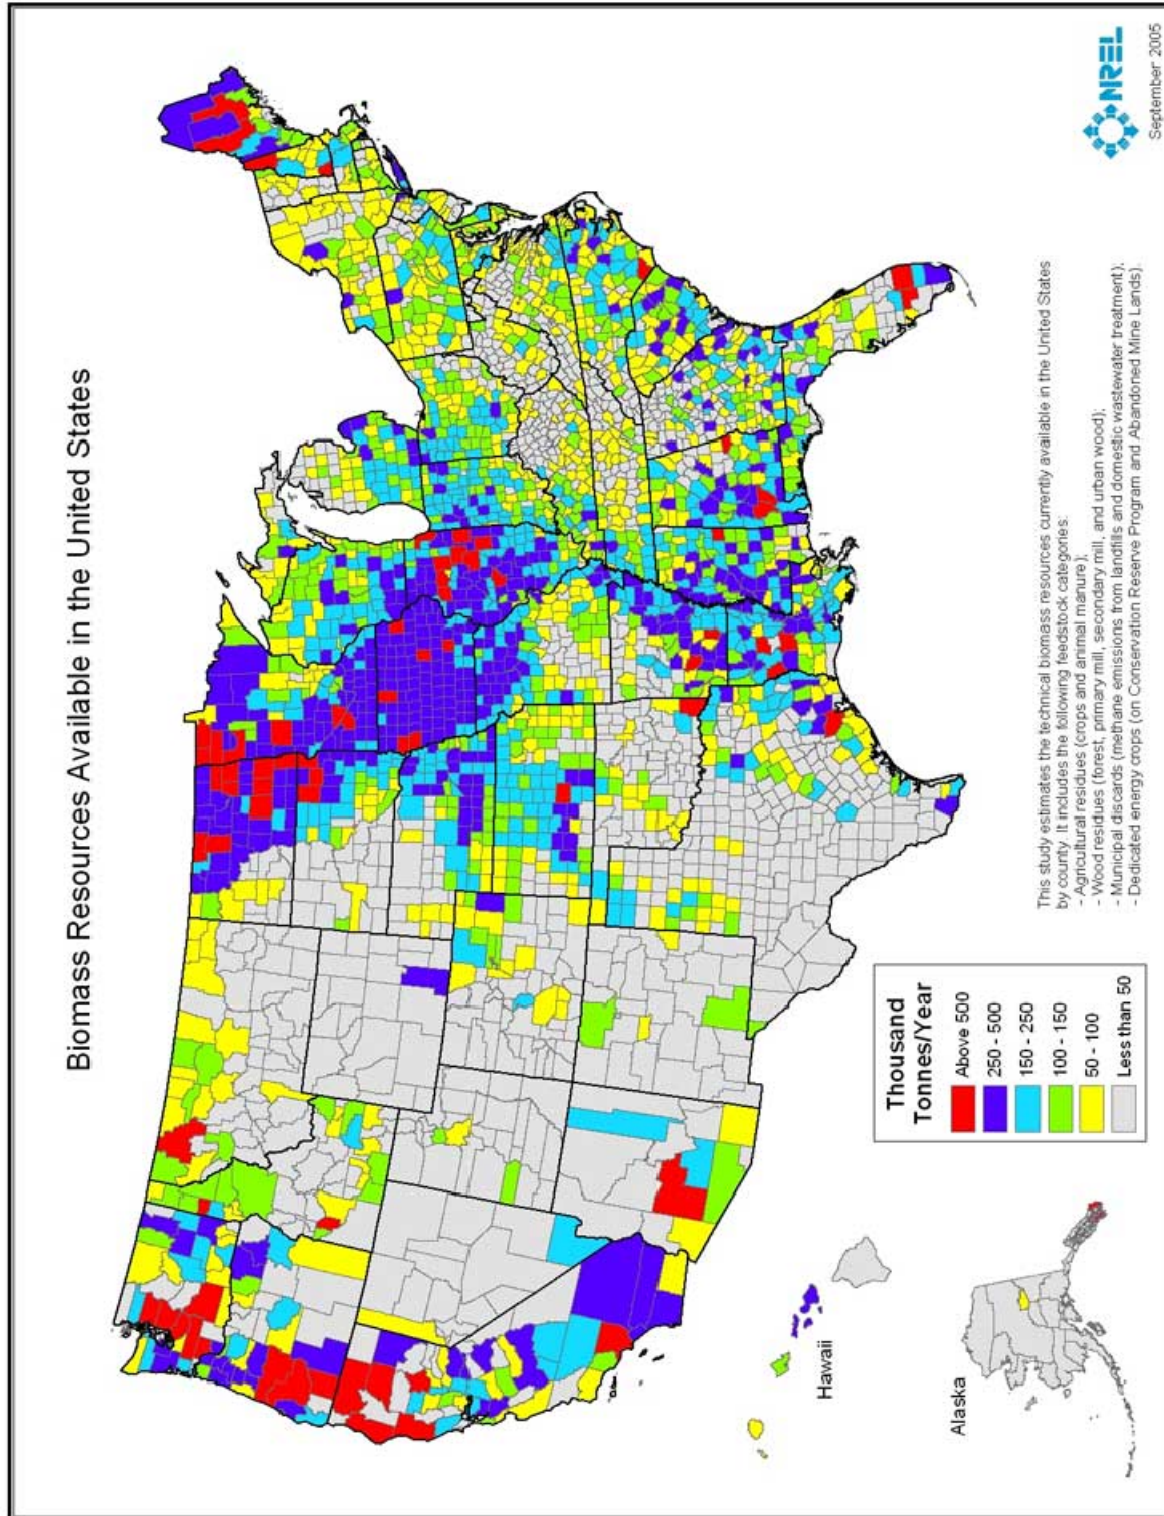 Biomass Resources Available in the United States
NREL
September 2005
Hawaii
Alaska
Thousand
Tonnes/Year
Above 500
250 - 500
150 - 250
100 - 150
50 - 100
Less than 50
This study estimates the technical biomass resources currently available in the United States
by county. It includes the following feedstock categories:
- Agricultural residues (crops and animal manure);
- Wood residues (forest, primary mill, secondary mill, and urban wood);
- Municipal discards (methane emissions from landfills and domestic wastewater treatment);
- Dedicated energy crops (on Conservation Reserve Program and Abandoned Mine Lands).